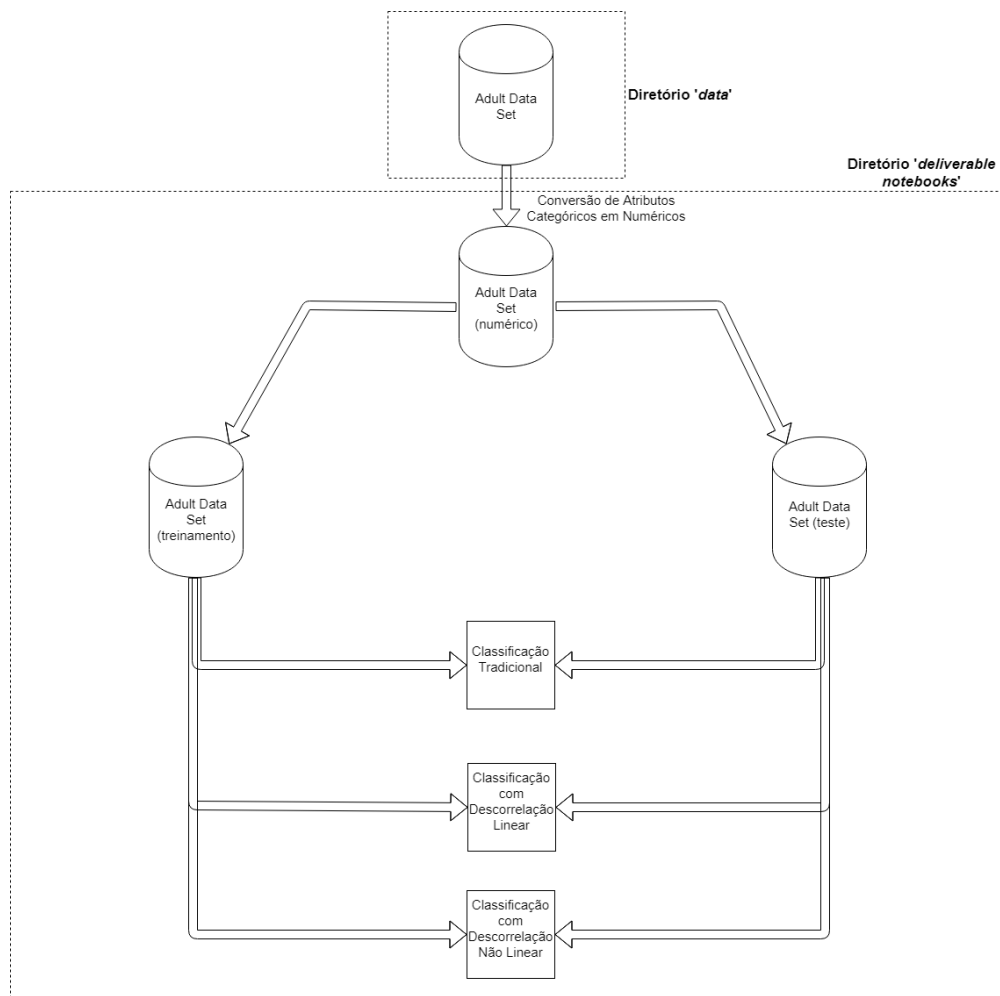 Adult Data
Set
Diretório 'data'
Diretório 'deliverable
notebooks'
Conversão de Atributos
Categóricos em Numéricos
Adult Data
Set
(numérico)
Adult Data
Set
(treinamento)
Adult Data
Set (teste)
Classificação
Tradicional
Classificação
com
Descorrelação
Linear
Classificação
com
Descorrelação
Não Linear